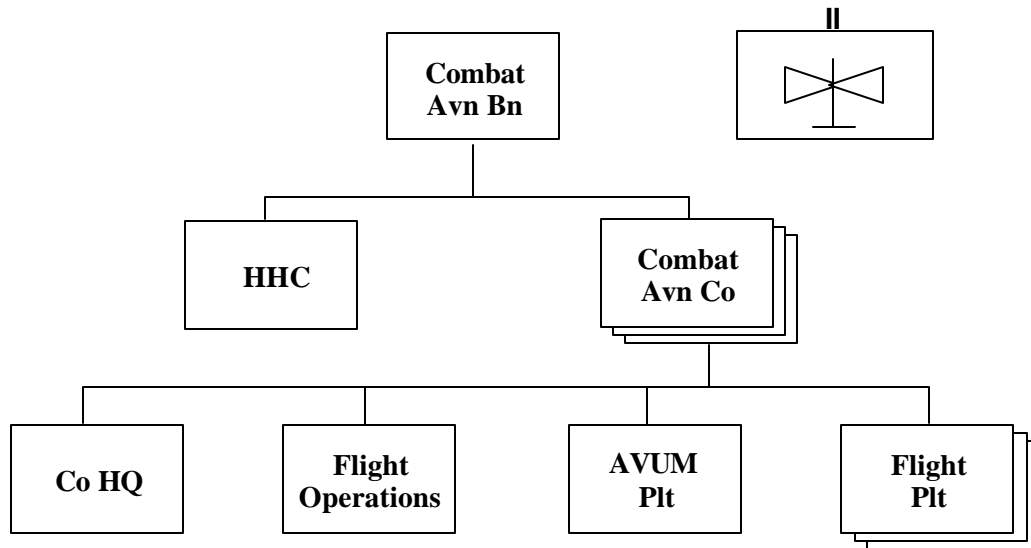 II
Combat
Avn Bn
HHC
Combat
Avn Co
Co HQ
Flight
Operations
AVUM
Plt
Flight
Plt